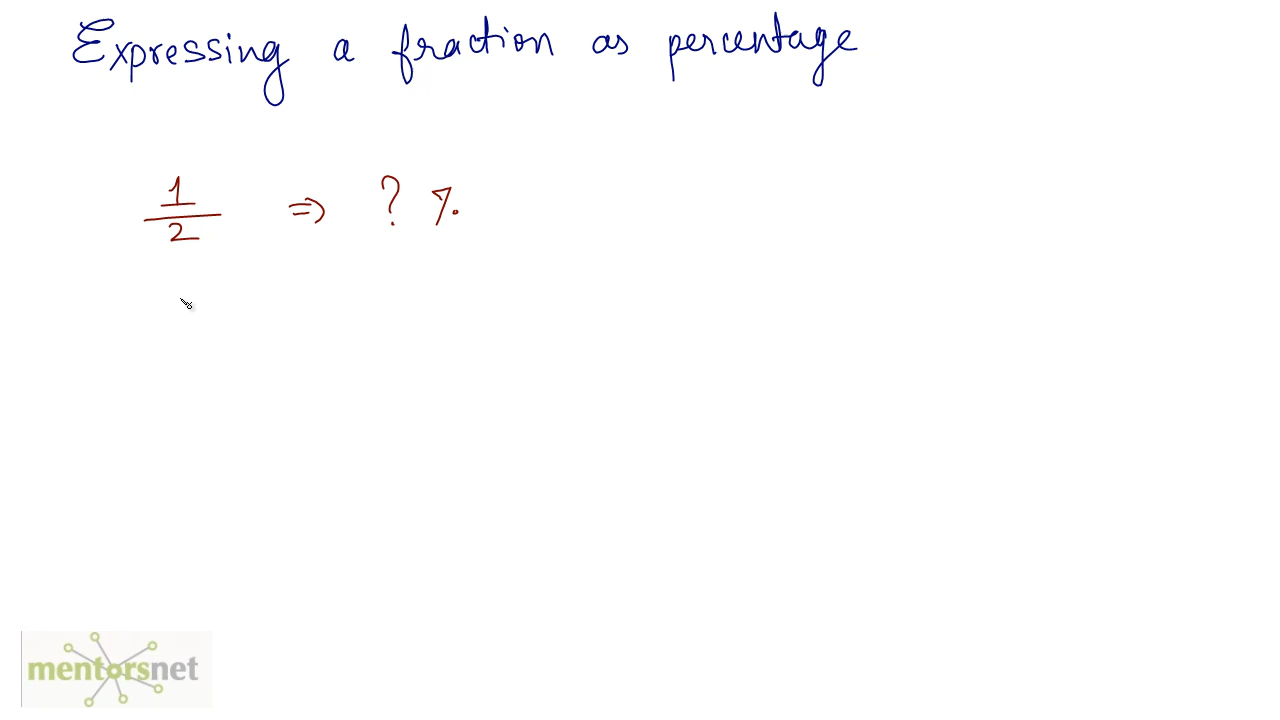 Expressing a fraction as percentage
1/2 ⇒ ? %
mentorsnet